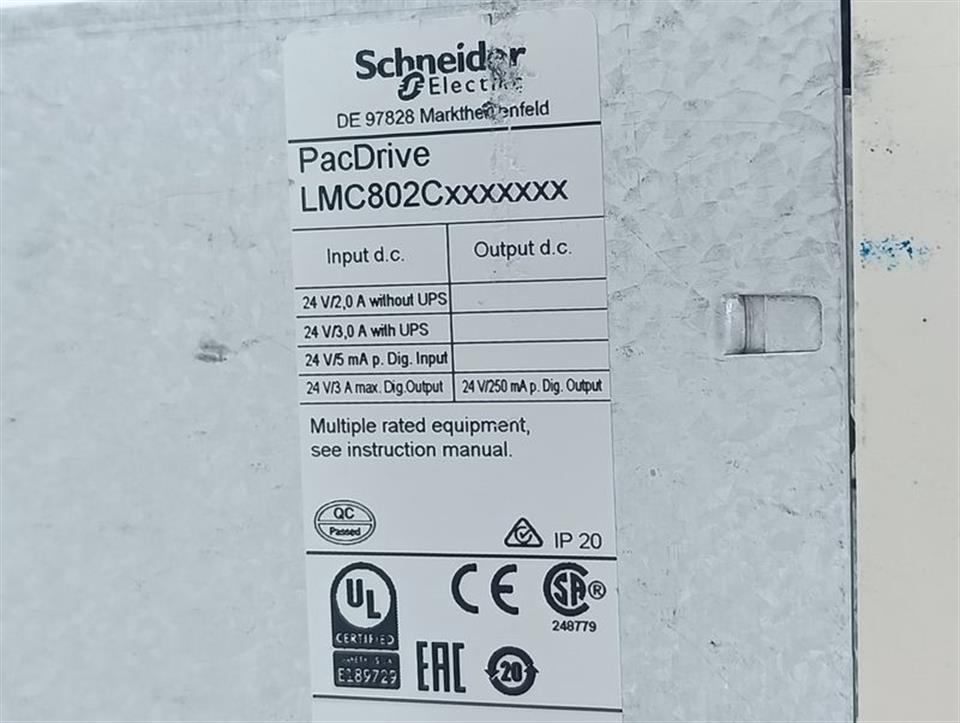 Schneider
Electric
DE 97828 Marktheidenfeld
PacDrive
LMC802Cxxxxxxx
Input d.c. Output d.c.
24 V/2,0 A without UPS
24 V/3,0 A with UPS
24 V/5 mA p. Dig. Input
24 V/3 A max. Dig.Output 24 V/250 mA p. Dig. Output
Multiple rated equipment,
see instruction manual.
QC
Passed
IP 20
UL
CERTIFIED
E189729
CE
SA ®
248779
EAC
20